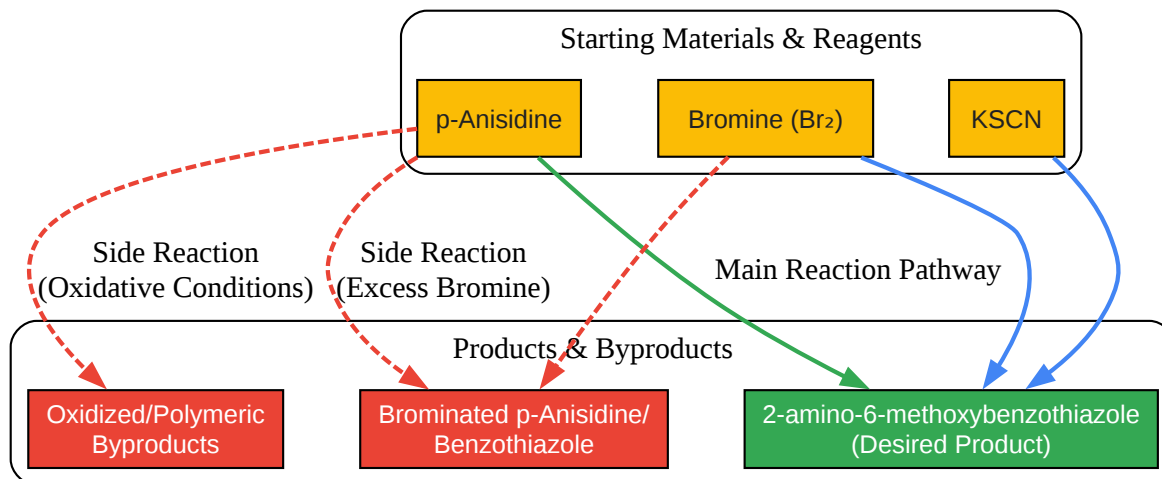 Starting Materials & Reagents
p-Anisidine
Bromine (Br₂)
KSCN
Side Reaction
(Oxidative Conditions)
Side Reaction
(Excess Bromine)
Main Reaction Pathway
Products & Byproducts
Oxidized/Polymeric
Byproducts
Brominated p-Anisidine/
Benzothiazole
2-amino-6-methoxybenzothiazole
(Desired Product)